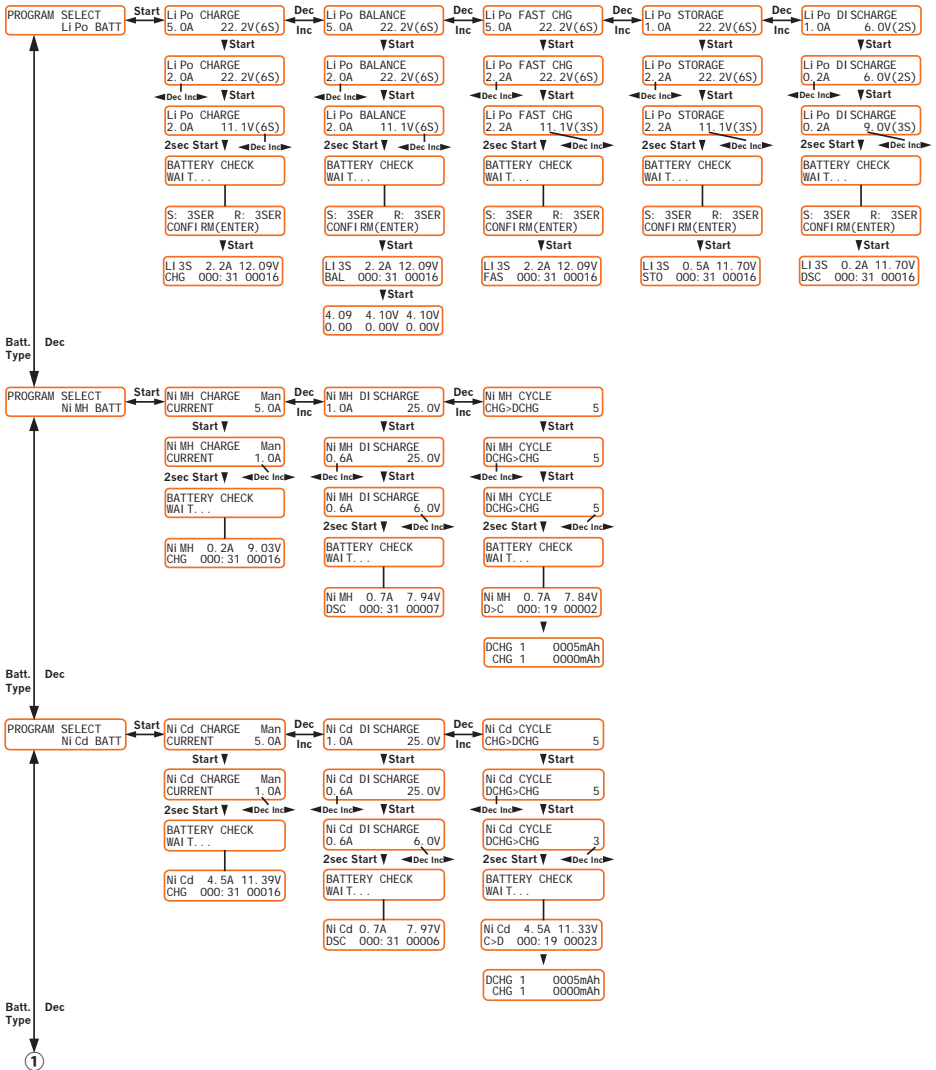 PROGRAM SELECT
LiPo BATT
Start
LiPo CHARGE
5.0A 22.2V(6S)
Dec
Inc
LiPo BALANCE
5.0A 22.2V(6S)
Dec
Inc
LiPo FAST CHG
5.0A 22.2V(6S)
Dec
Inc
LiPo STORAGE
1.0A 22.2V(6S)
Dec
Inc
LiPo DISCHARGE
1.0A 6.0V(2S)
Start
Start
Start
Start
Start
LiPo CHARGE
2.0A 22.2V(6S)
LiPo BALANCE
2.0A 22.2V(6S)
LiPo FAST CHG
2.2A 22.2V(6S)
LiPo STORAGE
2.2A 22.2V(6S)
LiPo DISCHARGE
0.2A 6.0V(2S)
Dec Inc Start
Dec Inc Start
Dec Inc Start
Dec Inc Start
Dec Inc Start
LiPo CHARGE
2.0A 11.1V(6S)
LiPo BALANCE
2.0A 11.1V(6S)
LiPo FAST CHG
2.2A 11.1V(3S)
LiPo STORAGE
2.2A 11.1V(3S)
LiPo DISCHARGE
0.2A 9.0V(3S)
2sec Start Dec Inc
2sec Start Dec Inc
2sec Start Dec Inc
2sec Start Dec Inc
2sec Start Dec Inc
BATTERY CHECK
WAIT...
BATTERY CHECK
WAIT...
BATTERY CHECK
WAIT...
BATTERY CHECK
WAIT...
BATTERY CHECK
WAIT...
S: 3SER R: 3SER
CONFIRM(ENTER)
S: 3SER R: 3SER
CONFIRM(ENTER)
S: 3SER R: 3SER
CONFIRM(ENTER)
S: 3SER R: 3SER
CONFIRM(ENTER)
S: 3SER R: 3SER
CONFIRM(ENTER)
Start
Start
Start
Start
Start
LI3S 2.2A 12.09V
CHG 000:31 00016
LI3S 2.2A 12.09V
BAL 000:31 00016
LI3S 2.2A 12.09V
FAS 000:31 00016
LI3S 0.5A 11.70V
STO 000:31 00016
LI3S 0.2A 11.70V
DSC 000:31 00016
Start
4.09 4.10V 4.10V
0.00 0.00V 0.00V
Batt. Type
Dec
PROGRAM SELECT
NiMH BATT
Start
NiMH CHARGE Man
CURRENT 5.0A
Dec
Inc
NiMH DISCHARGE
1.0A 25.0V
Dec
Inc
NiMH CYCLE
CHG>DCHG 5
Start
Start
Start
NiMH CHARGE Man
CURRENT 1.0A
NiMH DISCHARGE
0.6A 25.0V
NiMH CYCLE
DCHG>CHG 5
2sec Start Dec Inc
Dec Inc Start
Dec Inc Start
BATTERY CHECK
WAIT...
NiMH DISCHARGE
0.6A 6.0V
NiMH CYCLE
DCHG>CHG 5
2sec Start Dec Inc
2sec Start Dec Inc
NiMH 0.2A 9.03V
CHG 000:31 00016
BATTERY CHECK
WAIT...
BATTERY CHECK
WAIT...
NiMH 0.7A 7.94V
DSC 000:31 00007
NiMH 0.7A 7.84V
D>C 000:19 00002
DCHG 1 0005mAh
CHG 1 0000mAh
Batt. Type
Dec
PROGRAM SELECT
NiCd BATT
Start
NiCd CHARGE Man
CURRENT 5.0A
Dec
Inc
NiCd DISCHARGE
1.0A 25.0V
Dec
Inc
NiCd CYCLE
CHG>DCHG 5
Start
Start
Start
NiCd CHARGE Man
CURRENT 1.0A
NiCd DISCHARGE
0.6A 25.0V
NiCd CYCLE
DCHG>CHG 5
2sec Start Dec Inc
Dec Inc Start
Dec Inc Start
BATTERY CHECK
WAIT...
NiCd DISCHARGE
0.6A 6.0V
NiCd CYCLE
DCHG>CHG 3
2sec Start Dec Inc
2sec Start Dec Inc
NiCd 4.5A 11.39V
CHG 000:31 00016
BATTERY CHECK
WAIT...
BATTERY CHECK
WAIT...
NiCd 0.7A 7.97V
DSC 000:31 00006
NiCd 4.5A 11.33V
C>D 000:19 00023
DCHG 1 0005mAh
CHG 1 0000mAh
Batt. Type
Dec
①